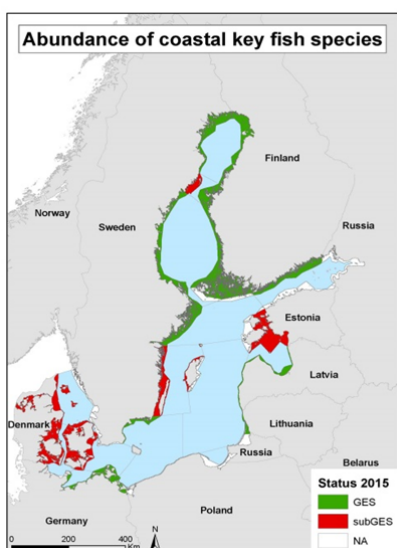 Abundance of coastal key fish species
Finland
Norway
Sweden
Russia
Estonia
Latvia
Denmark
Lithuania
Russia
Belarus
Status 2015
GES
subGES
NA
Poland
Germany
N
0 200 400
Km